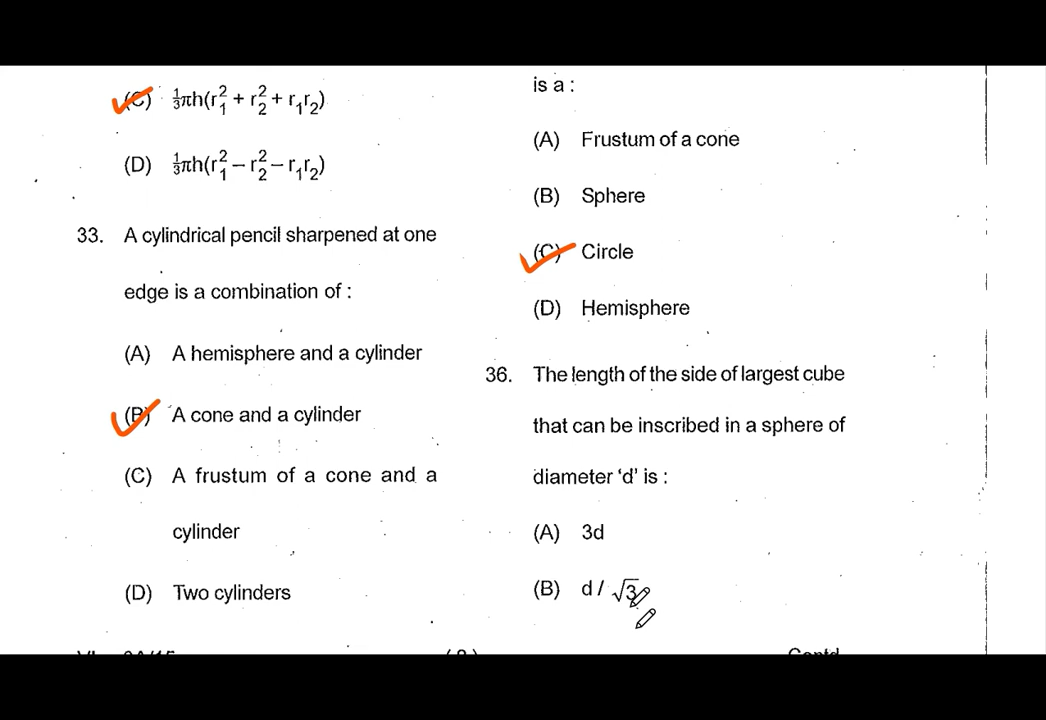 (C) ⅓πh(r₁² + r₂² + r₁r₂)
(D) ⅓πh(r₁² – r₂² – r₁r₂)
33. A cylindrical pencil sharpened at one
edge is a combination of :
(A) A hemisphere and a cylinder
(B) A cone and a cylinder
(C) A frustum of a cone and a
cylinder
(D) Two cylinders
is a :
(A) Frustum of a cone
(B) Sphere
(C) Circle
(D) Hemisphere
36. The length of the side of largest cube
that can be inscribed in a sphere of
diameter ‘d’ is :
(A) 3d
(B) d / √3